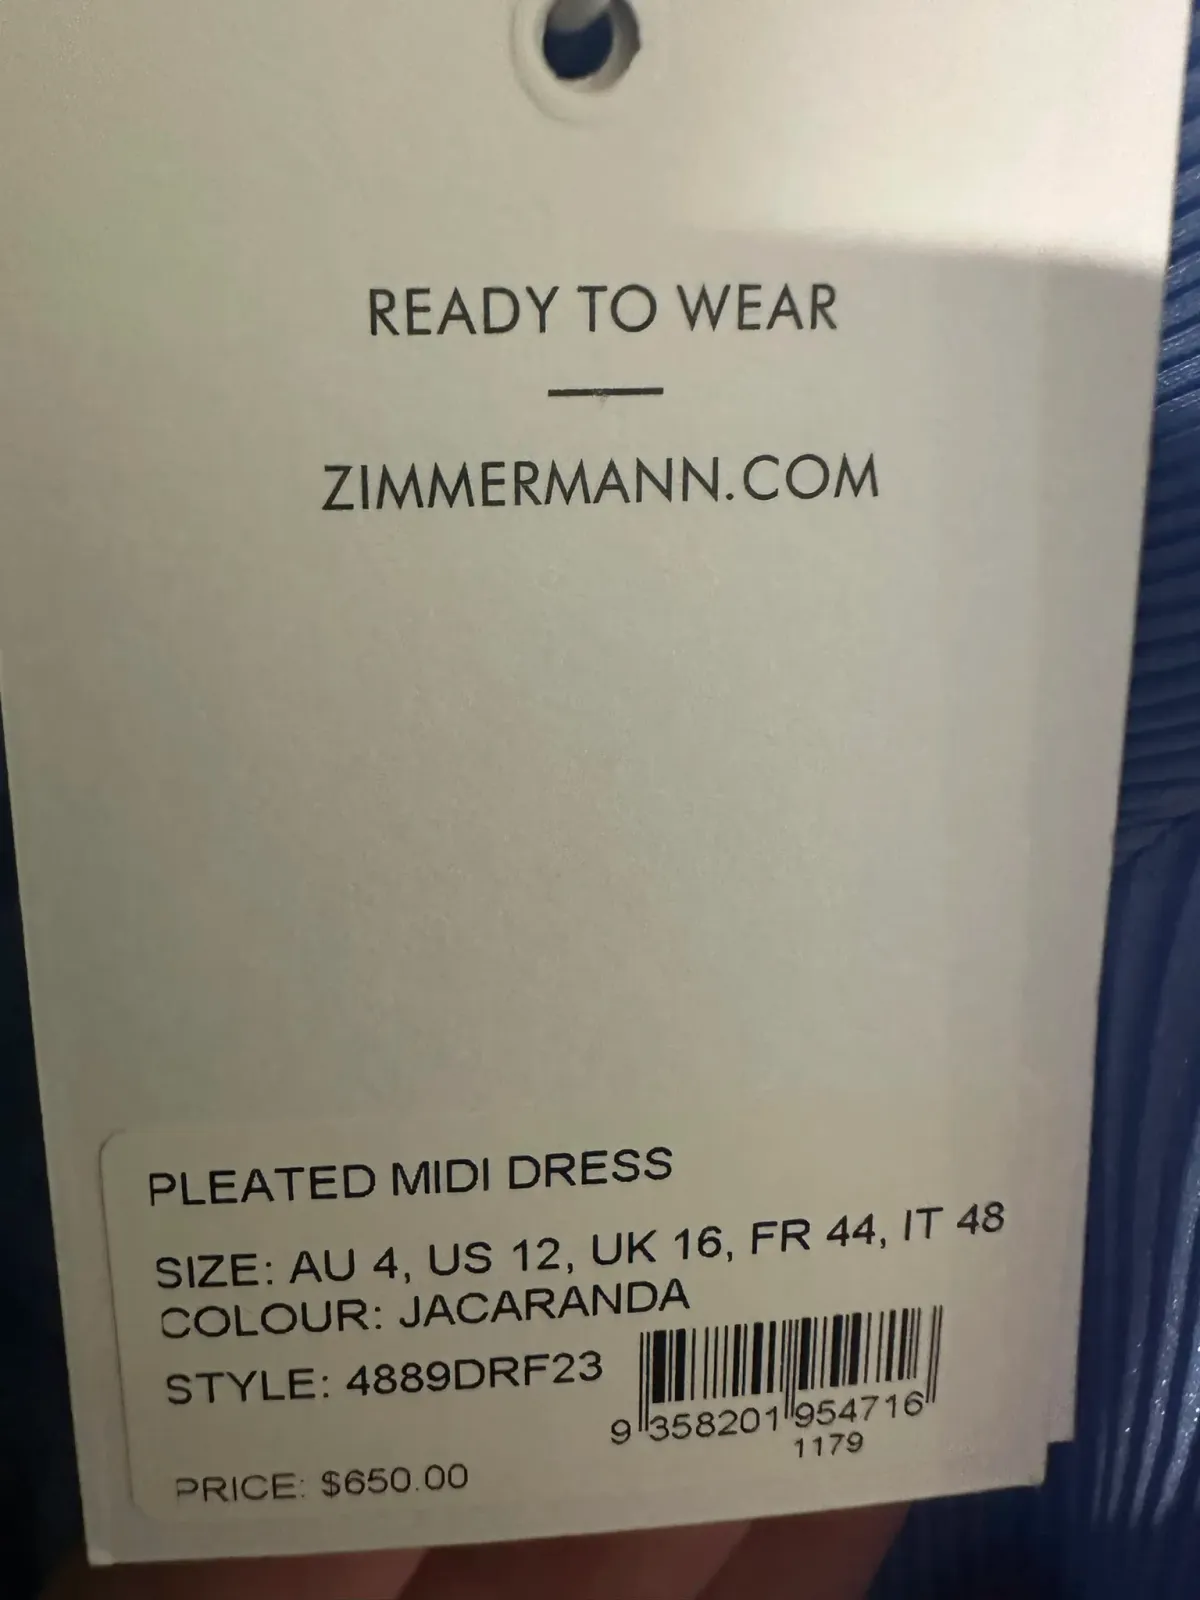 READY TO WEAR
ZIMMERMANN.COM
PLEATED MIDI DRESS
SIZE: AU 4, US 12, UK 16, FR 44, IT 48
COLOUR: JACARANDA
STYLE: 4889DRF23
9 358201 954716
1179
PRICE: $650.00